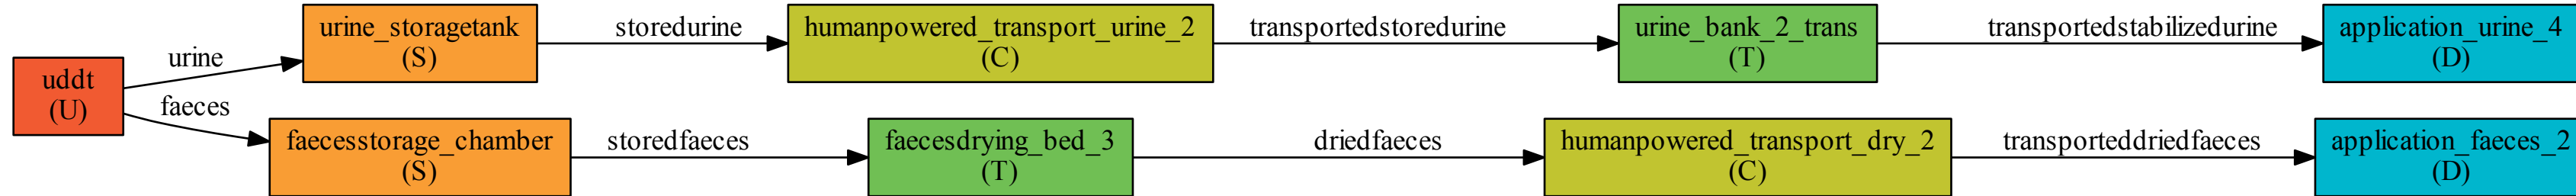 uddt
(U)
urine
faeces
urine_storagetank
(S)
storedurine
humanpowered_transport_urine_2
(C)
transportedstoredurine
urine_bank_2_trans
(T)
transportedstabilizedurine
application_urine_4
(D)
faecesstorage_chamber
(S)
storedfaeces
faecesdrying_bed_3
(T)
driedfaeces
humanpowered_transport_dry_2
(C)
transporteddriedfaeces
application_faeces_2
(D)